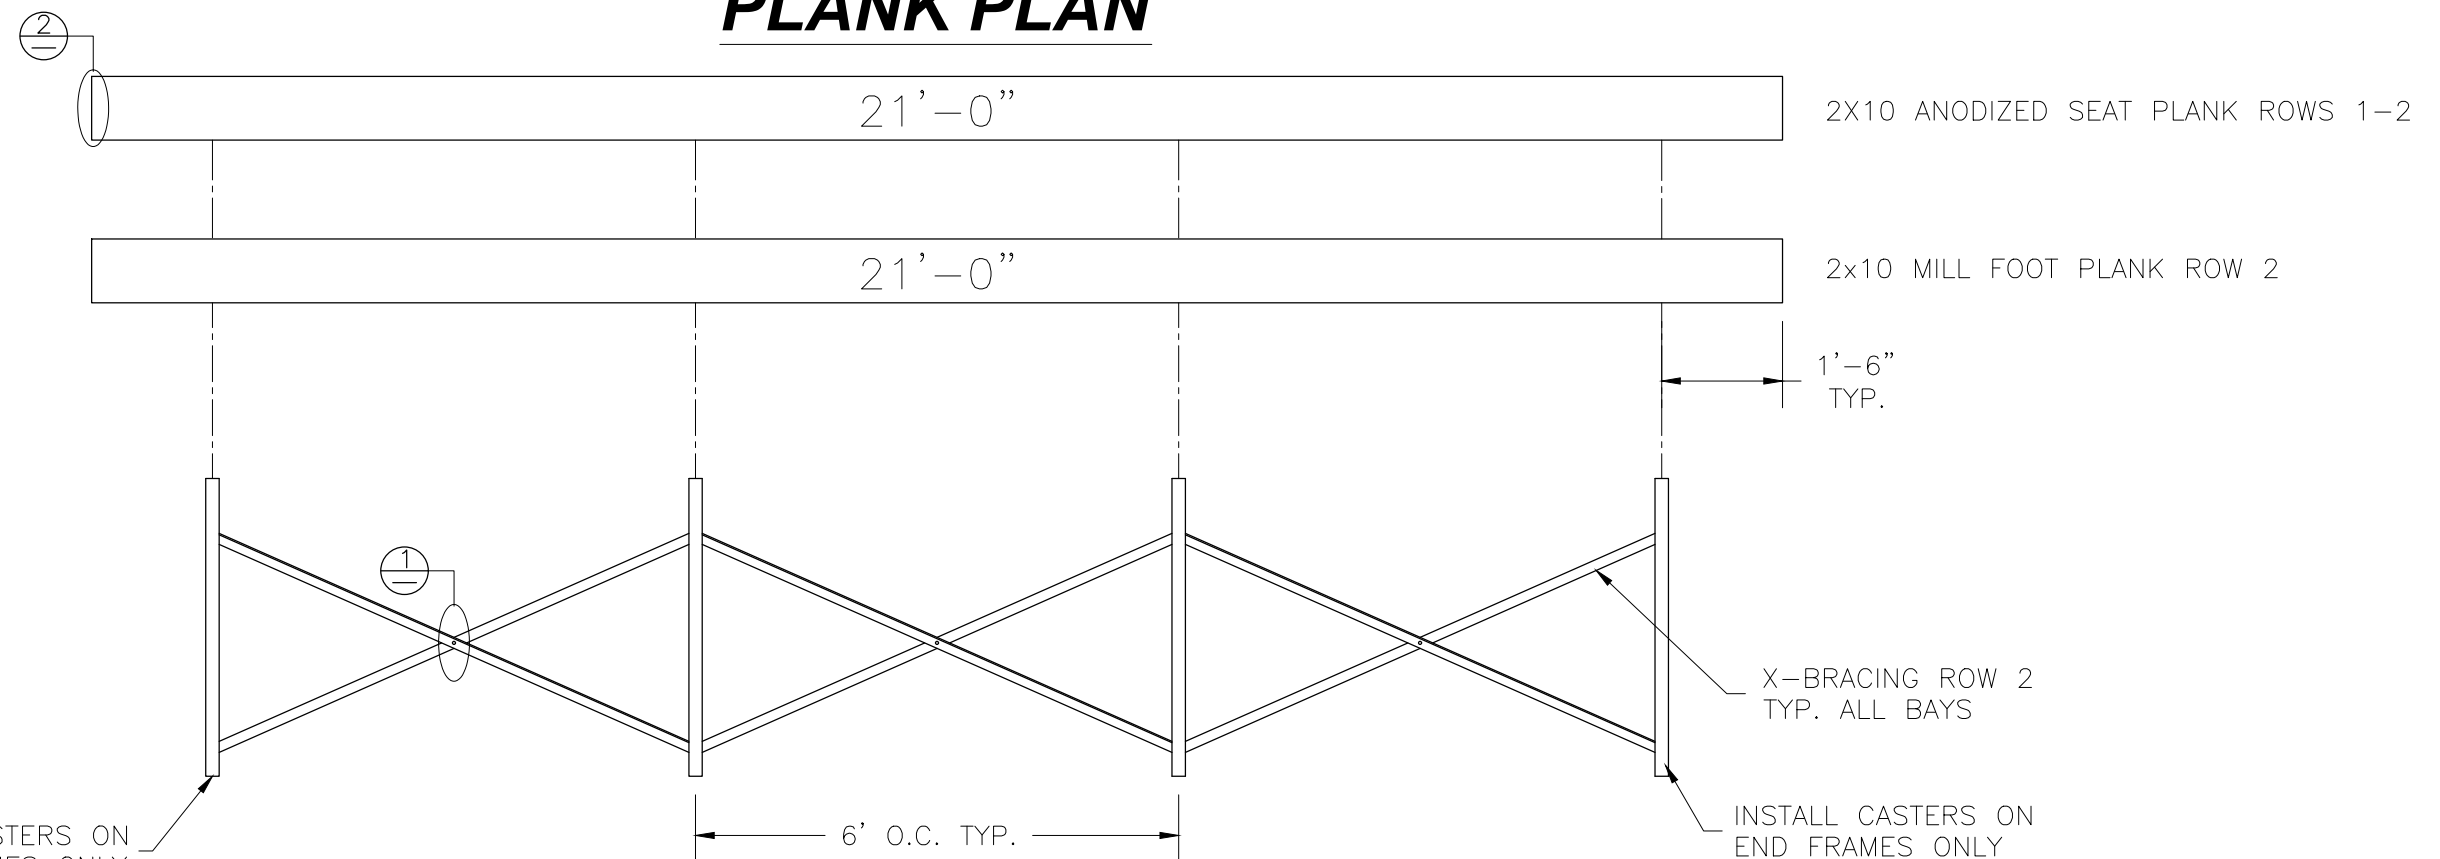 PLANK PLAN
2
21'-0"
2X10 ANODIZED SEAT PLANK ROWS 1-2
21'-0"
2x10 MILL FOOT PLANK ROW 2
1'-6"
TYP.
1
X-BRACING ROW 2
TYP. ALL BAYS
INSTALL CASTERS ON
END FRAMES ONLY
6' O.C. TYP.
ON
ONLY